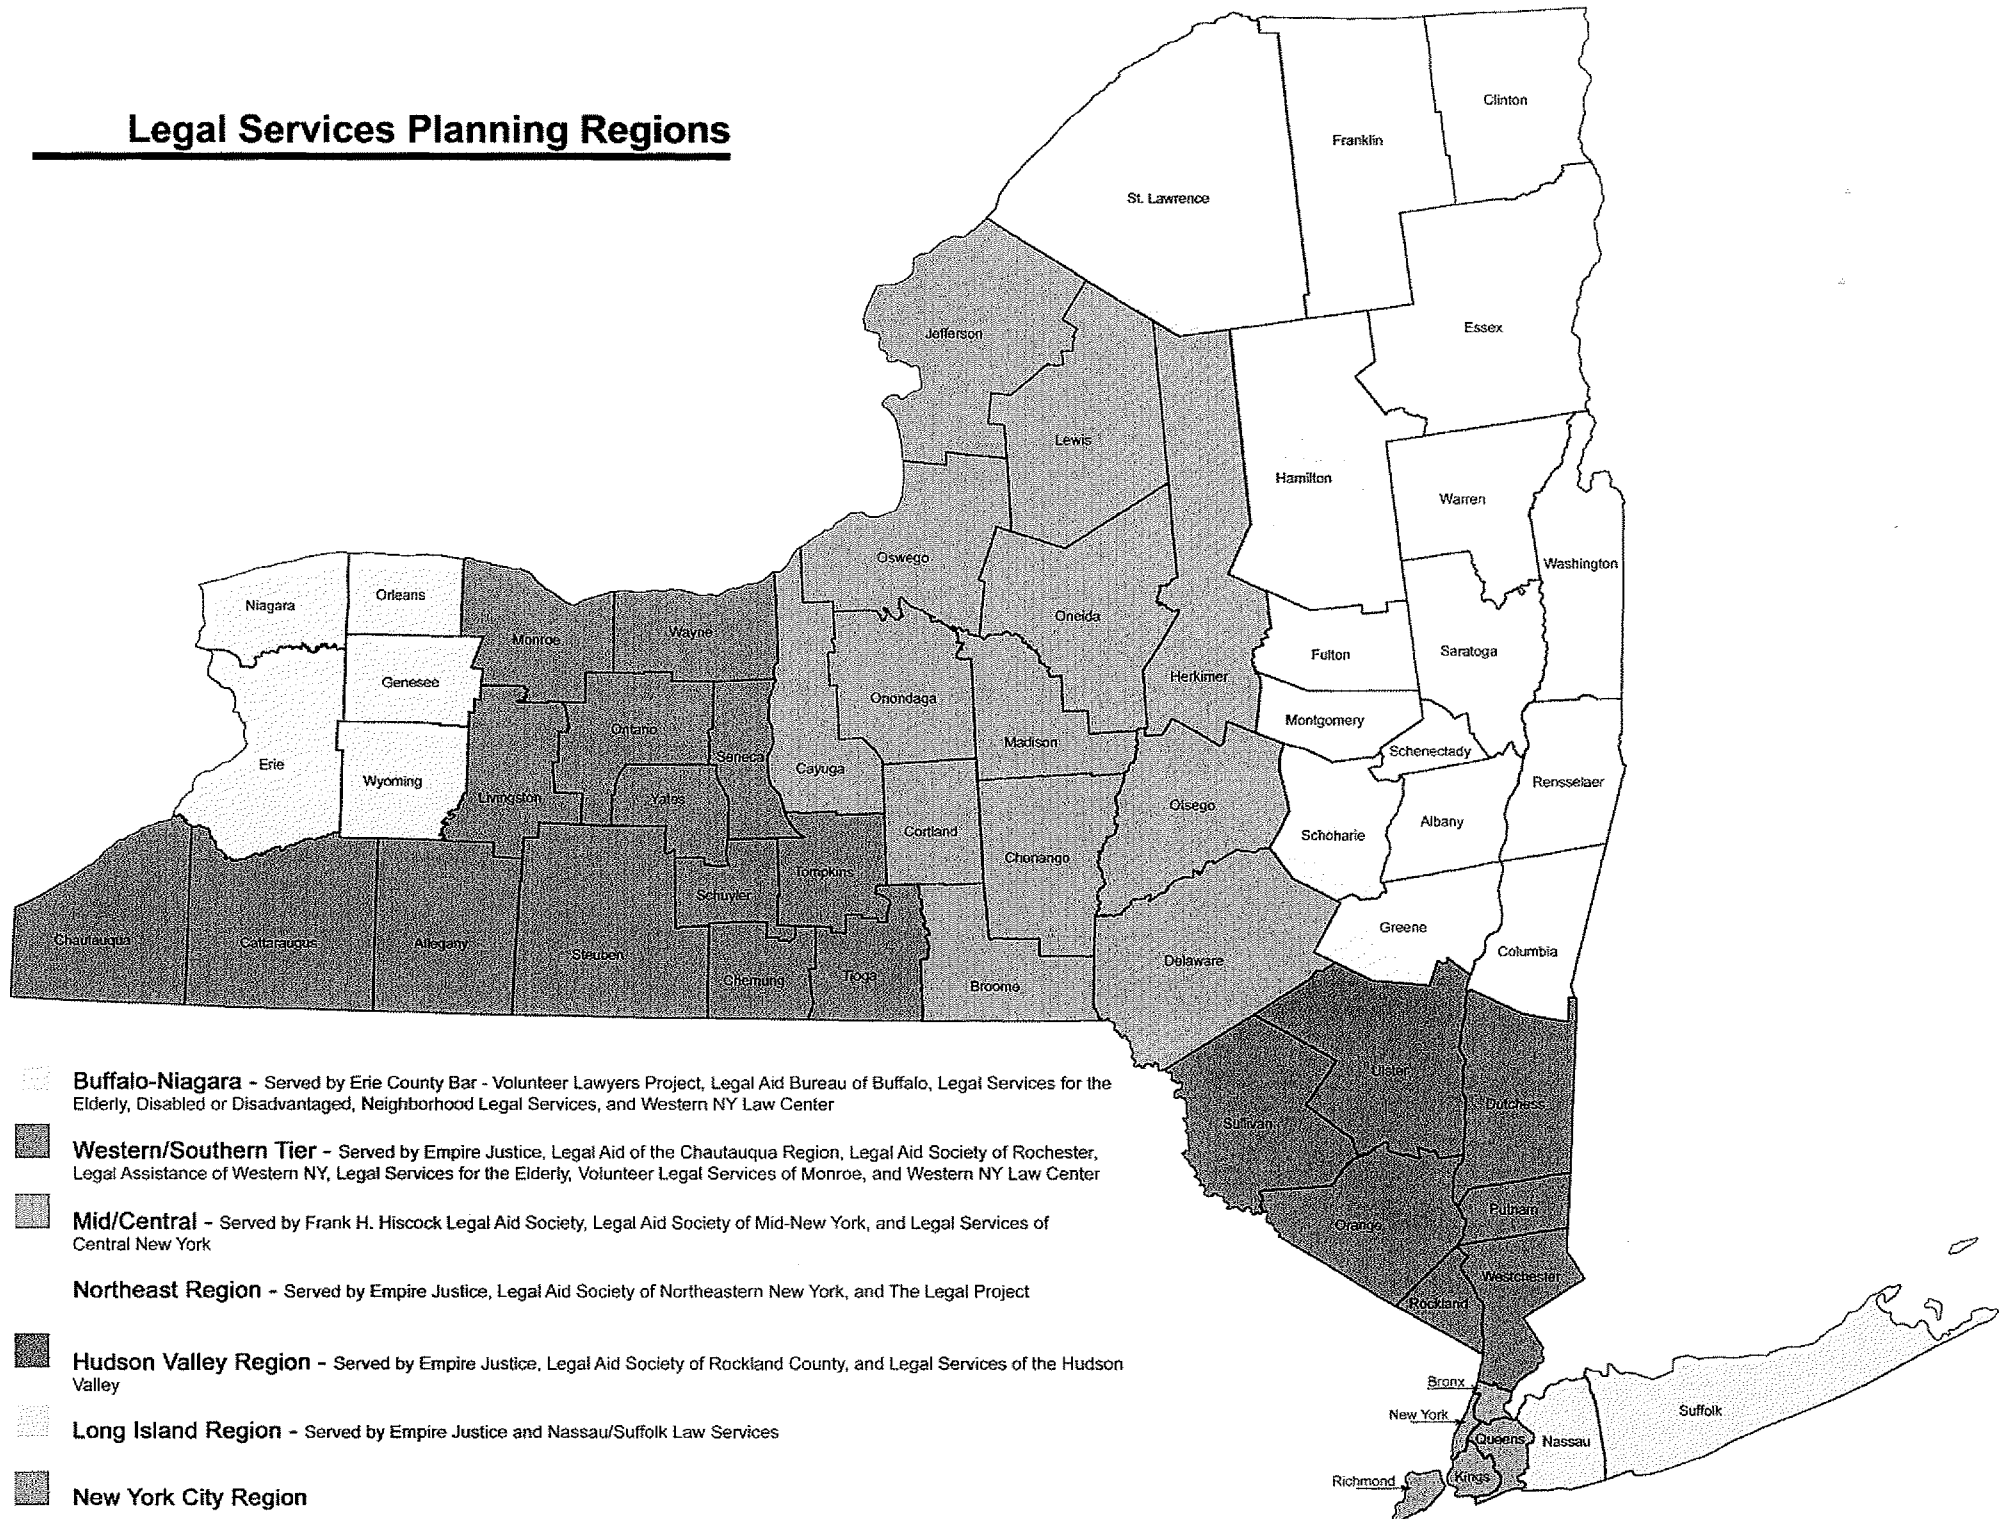 Legal Services Planning Regions
Clinton
Franklin
St. Lawrence
Jefferson
Essex
Lewis
Hamilton
Warren
Washington
Oswego
Niagara
Orleans
Oneida
Monroe
Wayne
Fulton
Saratoga
Genesee
Herkimer
Onondaga
Montgomery
Ontario
Madison
Schenectady
Seneca
Erie
Cayuga
Wyoming
Rensselaer
Livingston
Yates
Otsego
Albany
Cortland
Schoharie
Chenango
Tompkins
Schuyler
Greene
Chautauqua
Cattaraugus
Allegany
Steuben
Columbia
Delaware
Chemung
Tioga
Broome
Ulster
Dutchess
Sullivan
Putnam
Orange
Westchester
Rockland
Bronx
New York
Queens
Nassau
Suffolk
Kings
Richmond
Buffalo-Niagara - Served by Erie County Bar - Volunteer Lawyers Project, Legal Aid Bureau of Buffalo, Legal Services for the
Elderly, Disabled or Disadvantaged, Neighborhood Legal Services, and Western NY Law Center
Western/Southern Tier - Served by Empire Justice, Legal Aid of the Chautauqua Region, Legal Aid Society of Rochester,
Legal Assistance of Western NY, Legal Services for the Elderly, Volunteer Legal Services of Monroe, and Western NY Law Center
Mid/Central - Served by Frank H. Hiscock Legal Aid Society, Legal Aid Society of Mid-New York, and Legal Services of
Central New York
Northeast Region - Served by Empire Justice, Legal Aid Society of Northeastern New York, and The Legal Project
Hudson Valley Region - Served by Empire Justice, Legal Aid Society of Rockland County, and Legal Services of the Hudson
Valley
Long Island Region - Served by Empire Justice and Nassau/Suffolk Law Services
New York City Region